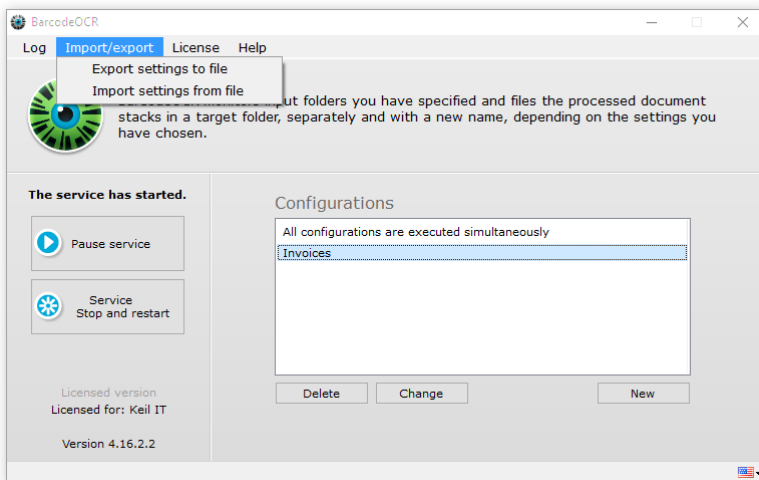 BarcodeOCR
Log Import/export License Help
Export settings to file
Import settings from file
put folders you have specified and files the processed document
stacks in a target folder, separately and with a new name, depending on the settings you
have chosen.
The service has started.
Pause service
Service
Stop and restart
Licensed version
Licensed for: Keil IT
Version 4.16.2.2
Configurations
All configurations are executed simultaneously
Invoices
Delete Change New